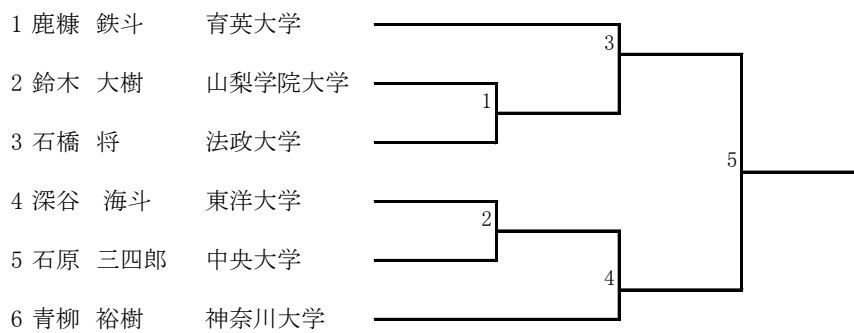 1 鹿糠 鉄斗 育英大学
3
2 鈴木 大樹 山梨学院大学
1
3 石橋 将 法政大学
5
4 深谷 海斗 東洋大学
2
5 石原 三四郎 中央大学
4
6 青柳 裕樹 神奈川大学